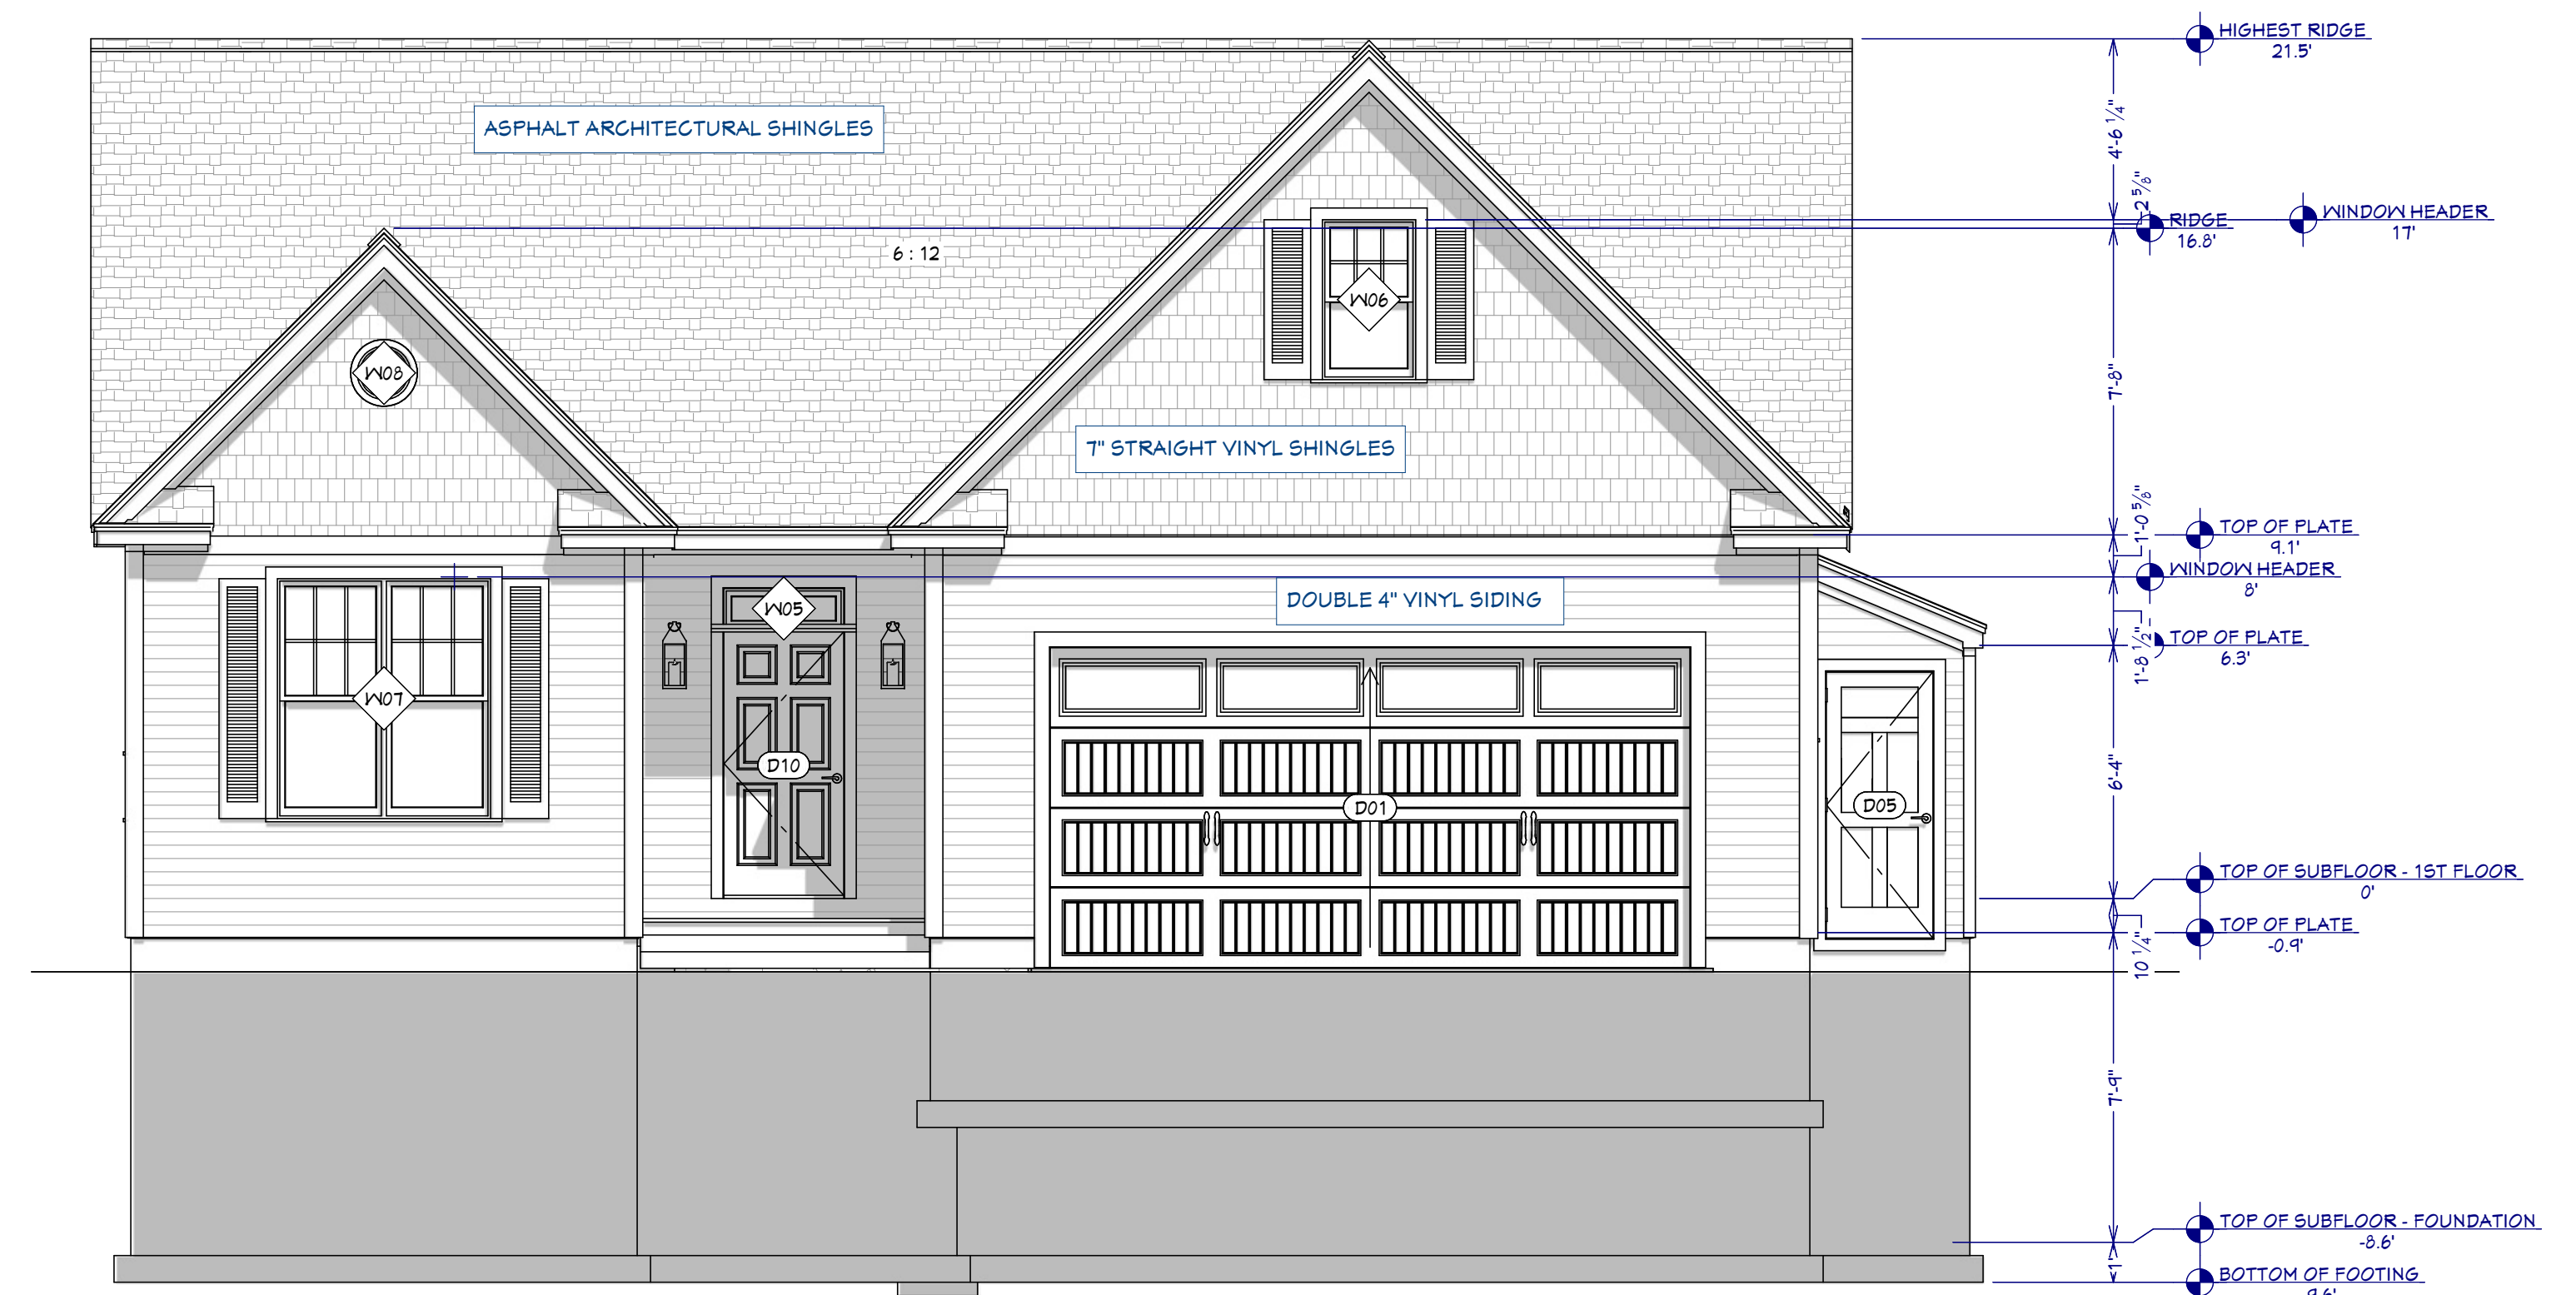 HIGHEST RIDGE
21.5'
ASPHALT ARCHITECTURAL SHINGLES
4'-6 1/4"
2 5/8"
WINDOW HEADER
17'
RIDGE
16.8'
6 : 12
W06
W08
7'-8"
7" STRAIGHT VINYL SHINGLES
1'-0 5/8"
TOP OF PLATE
9.1'
WINDOW HEADER
8'
DOUBLE 4" VINYL SIDING
W05
1'-8 1/2"
TOP OF PLATE
6.3'
W07
D10
D01
D05
6'-4"
TOP OF SUBFLOOR - 1ST FLOOR
0'
TOP OF PLATE
-0.9'
10 1/4"
7'-9"
TOP OF SUBFLOOR - FOUNDATION
-8.6'
1'
BOTTOM OF FOOTING